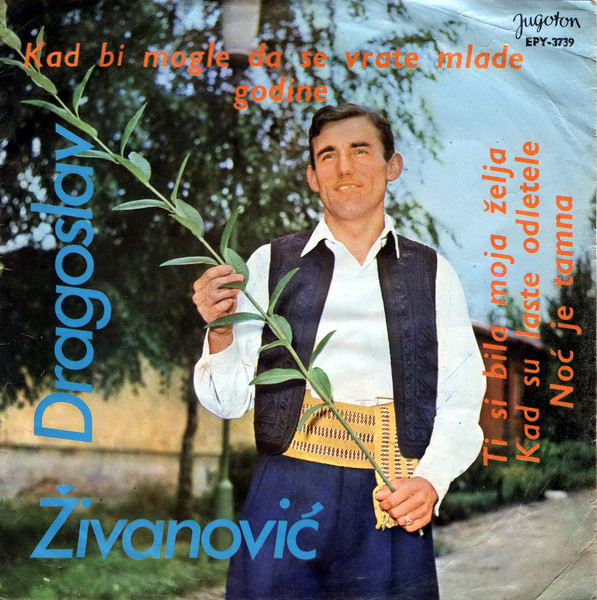 Jugoton
EPY-3739
Kad bi mogle da se vrate mlade
godine
Dragoslav
Živanović
Ti si bila moja želja
Kad su laste odletele
Noć je tamna